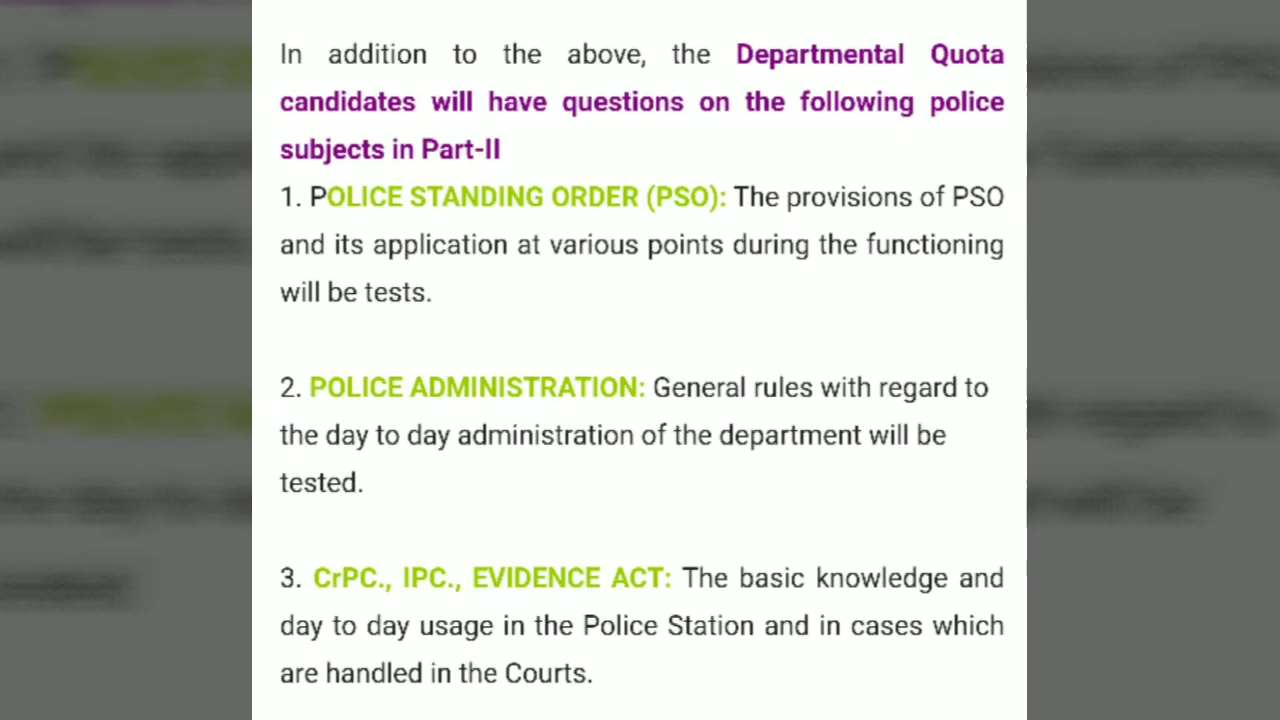 In addition to the above, the Departmental Quota
candidates will have questions on the following police
subjects in Part-II
1. POLICE STANDING ORDER (PSO): The provisions of PSO
and its application at various points during the functioning
will be tests.
2. POLICE ADMINISTRATION: General rules with regard to
the day to day administration of the department will be
tested.
3. CrPC., IPC., EVIDENCE ACT: The basic knowledge and
day to day usage in the Police Station and in cases which
are handled in the Courts.